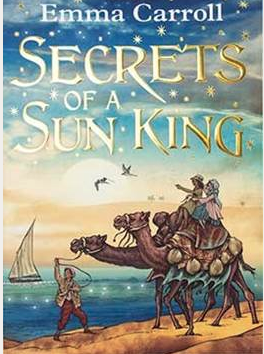 Emma Carroll
SECRETS
OF A
SUN KING